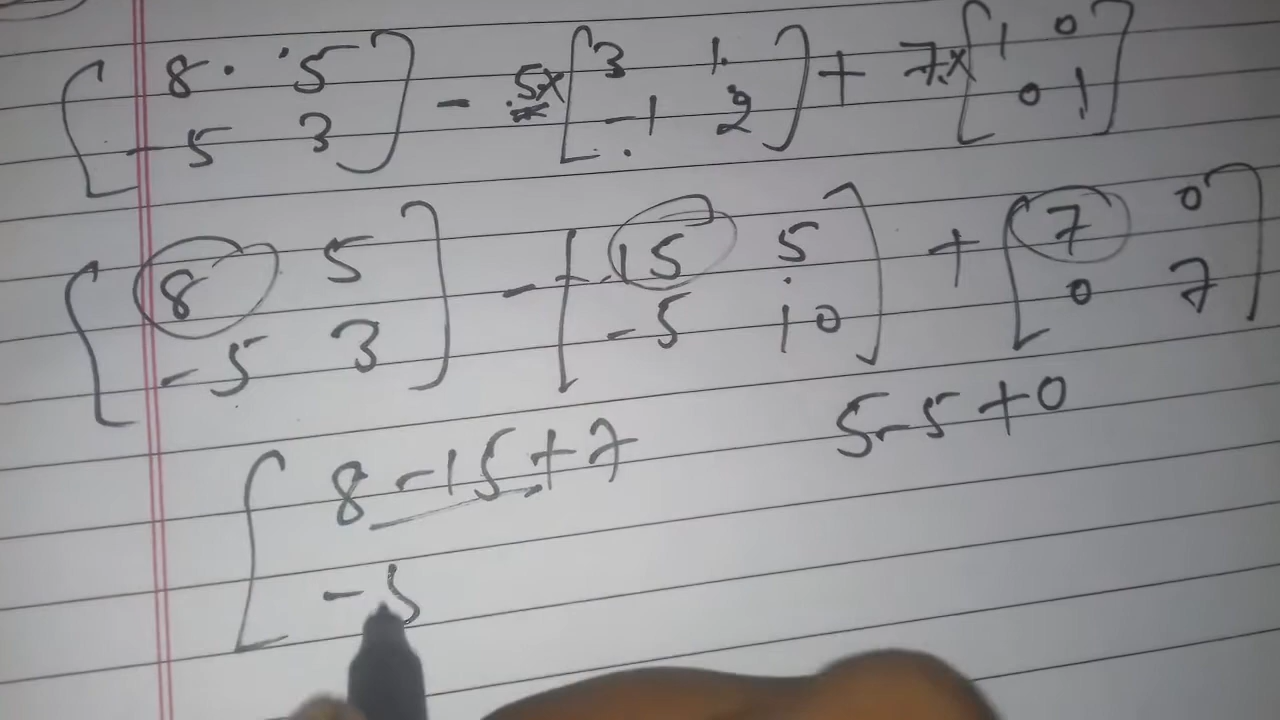 [ 8 5 ] - 5x [ 3 1 ] + 7x [ 1 0 ]
-5 3 -1 2 0 1
[ 8 5 ] - [ 15 5 ] + [ 7 0 ]
-5 3 -5 10 0 7
[ 8 -15 +7 5-5+0
-5